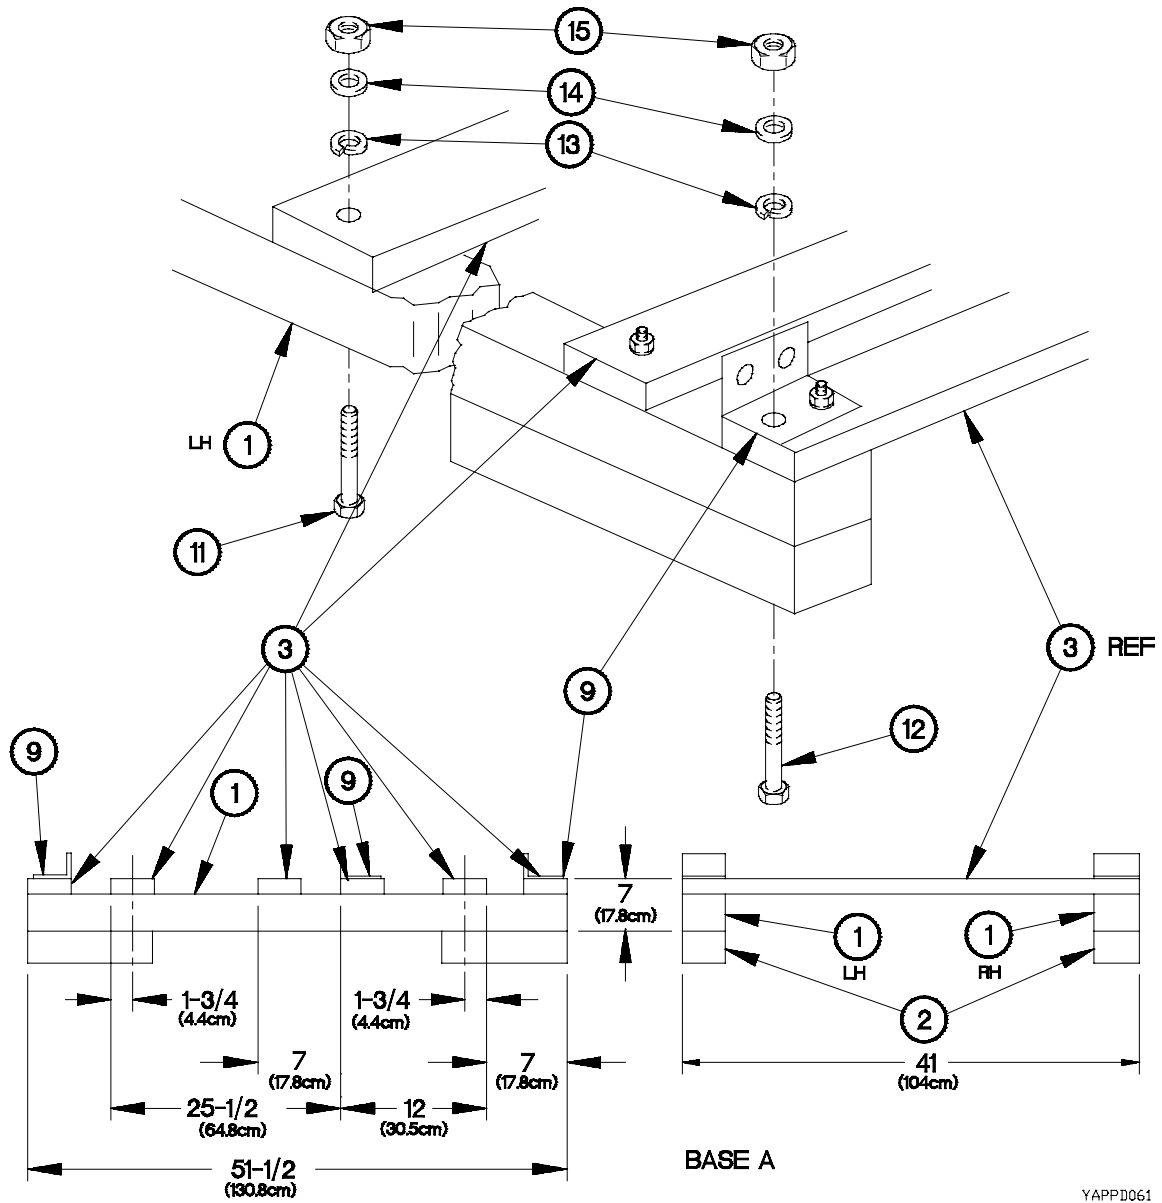 15
14
13
LH 1
11
3
3 REF
9
12
9
1
9
7
(17.8cm)
1
LH
1
RH
2
1-3/4
(4.4cm)
1-3/4
(4.4cm)
7
(17.8cm)
7
(17.8cm)
41
(104cm)
25-1/2
(64.8cm)
12
(30.5cm)
51-1/2
(130.8cm)
BASE A
YAPPD061